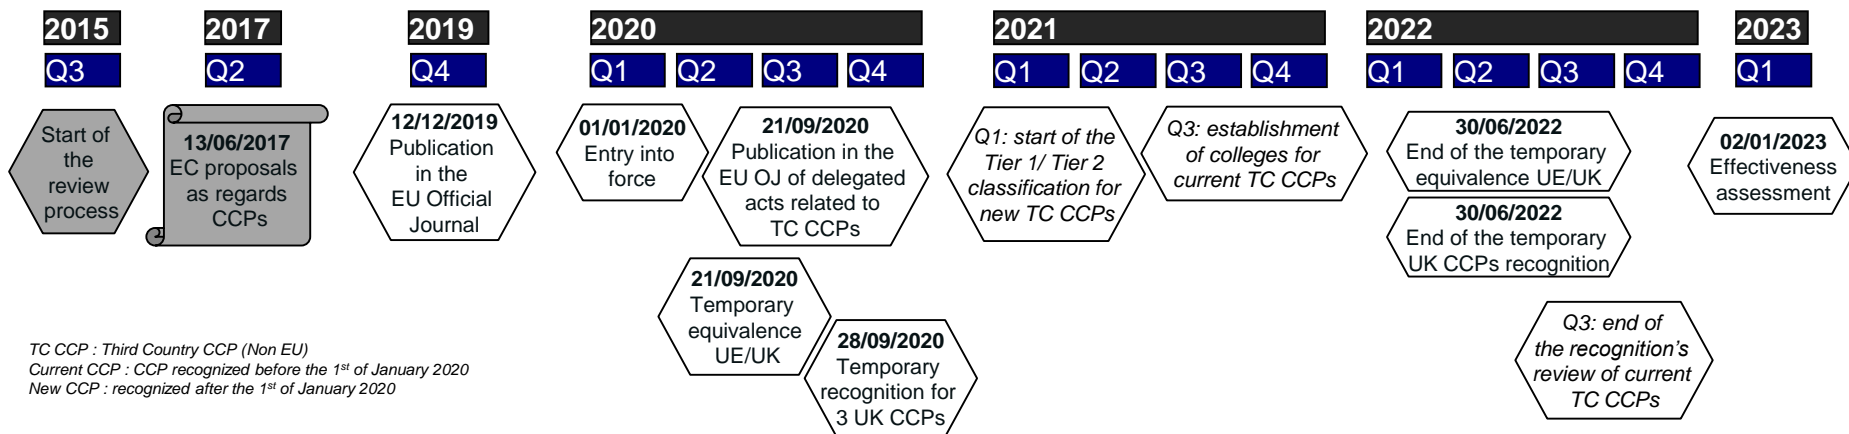 2015
2017
2019
2020
2021
2022
2023
Q3
Q2
Q4
Q1
Q2
Q3
Q4
Q1
Q2
Q3
Q4
Q1
Q2
Q3
Q4
Q1
Start of
the
review
process
13/06/2017
EC proposals
as regards
CCPs
12/12/2019
Publication
in the
EU Official
Journal
01/01/2020
Entry into
force
21/09/2020
Publication in the
EU OJ of delegated
acts related to
TC CCPs
Q1: start of the
Tier 1/ Tier 2
classification for
new TC CCPs
Q3: establishment
of colleges for
current TC CCPs
30/06/2022
End of the temporary
equivalence UE/UK
30/06/2022
End of the temporary
UK CCPs recognition
02/01/2023
Effectiveness
assessment
21/09/2020
Temporary
equivalence
UE/UK
28/09/2020
Temporary
recognition for
3 UK CCPs
Q3: end of
the recognition's
review of current
TC CCPs
TC CCP : Third Country CCP (Non EU)
Current CCP : CCP recognized before the 1st of January 2020
New CCP : recognized after the 1st of January 2020